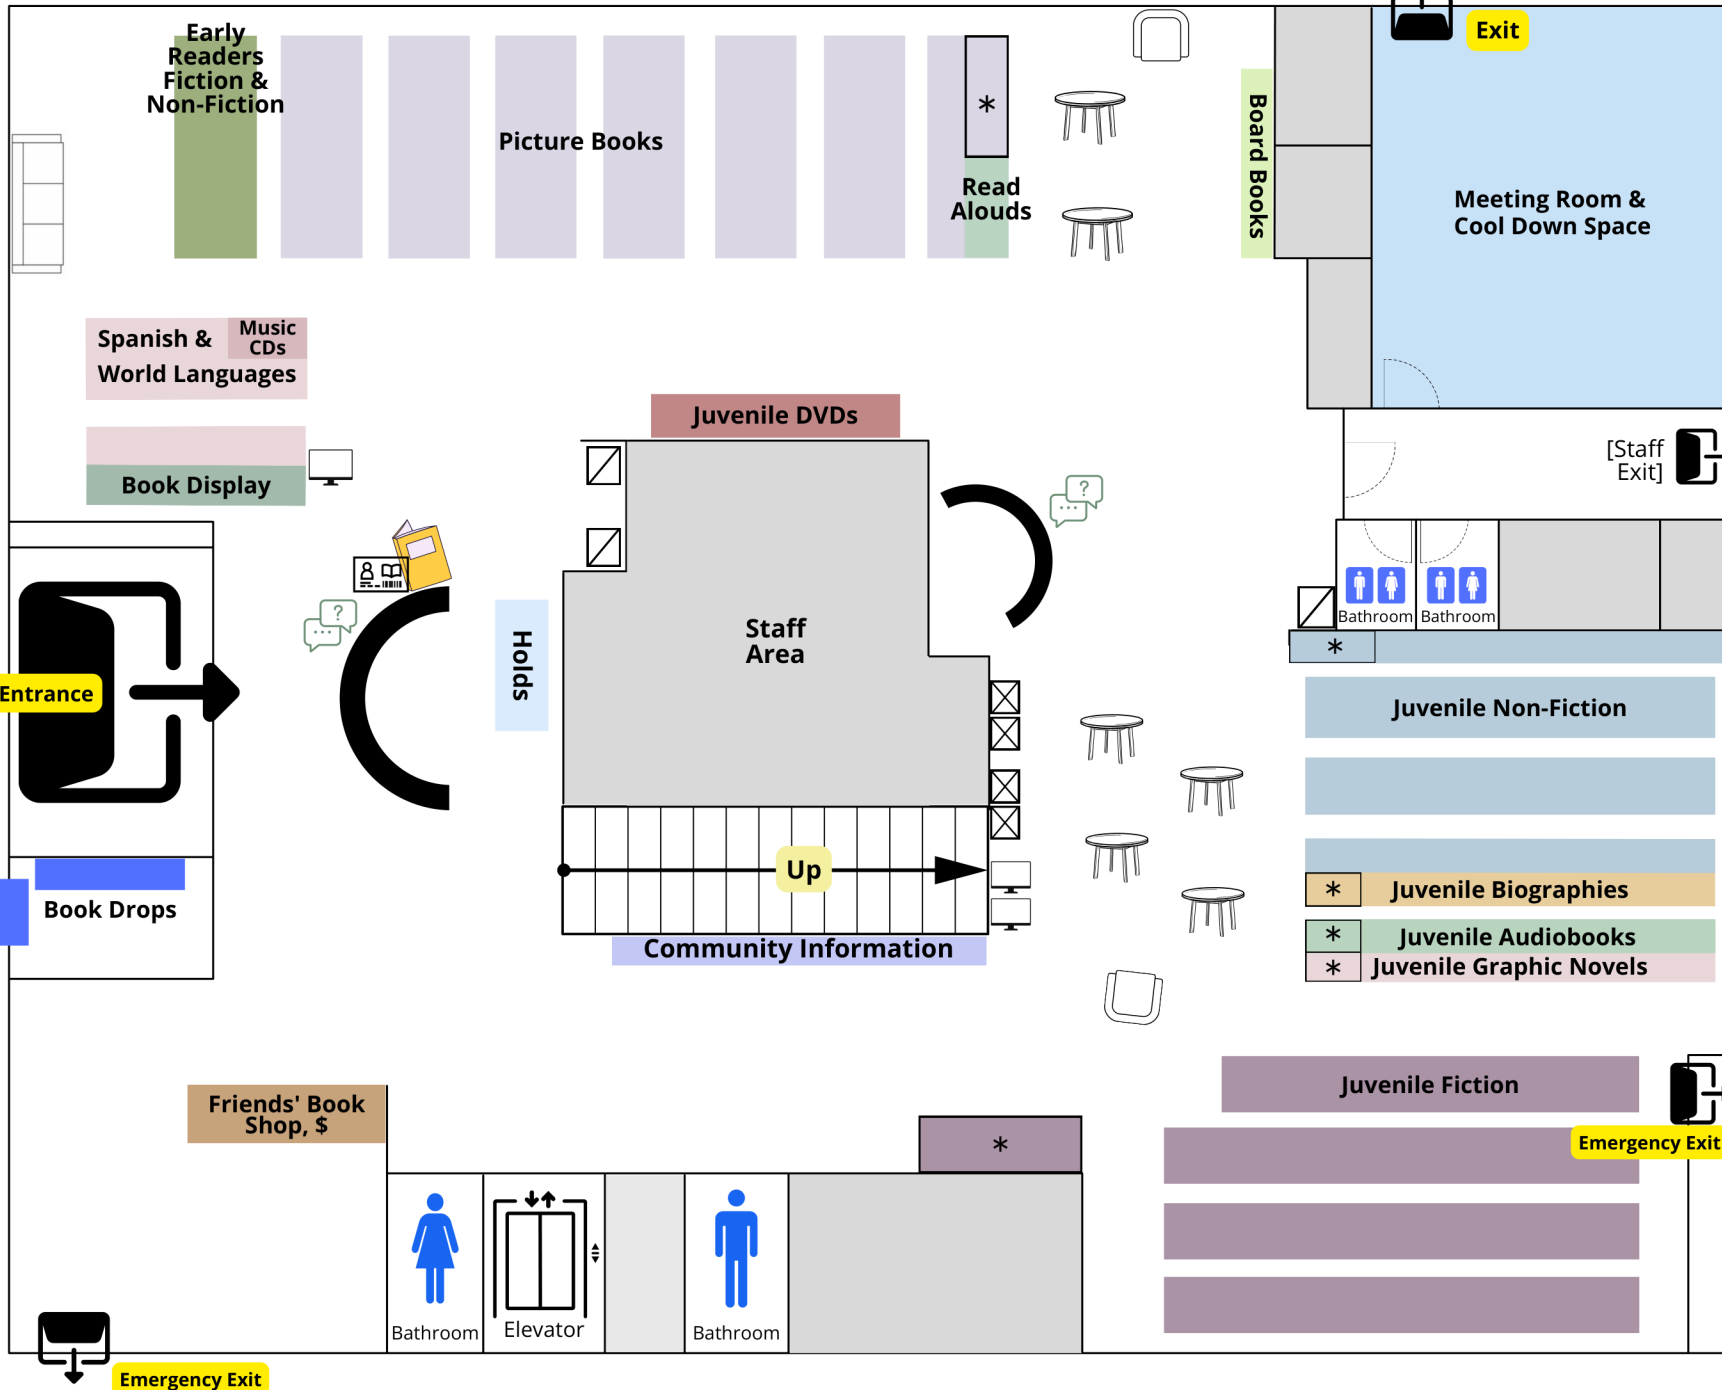 Early
Readers
Fiction &
Non-Fiction
Picture Books
*
Read
Alouds
Board Books
Exit
Meeting Room &
Cool Down Space
Spanish &
Music
CDs
World Languages
Book Display
Juvenile DVDs
?
[Staff
Exit]
?
Holds
Staff
Area
Bathroom
Bathroom
*
Entrance
Juvenile Non-Fiction
Up
* Juvenile Biographies
Book Drops
* Juvenile Audiobooks
* Juvenile Graphic Novels
Community Information
Juvenile Fiction
Friends' Book
Shop, $
*
Emergency Exit
Bathroom
Elevator
Bathroom
Emergency Exit